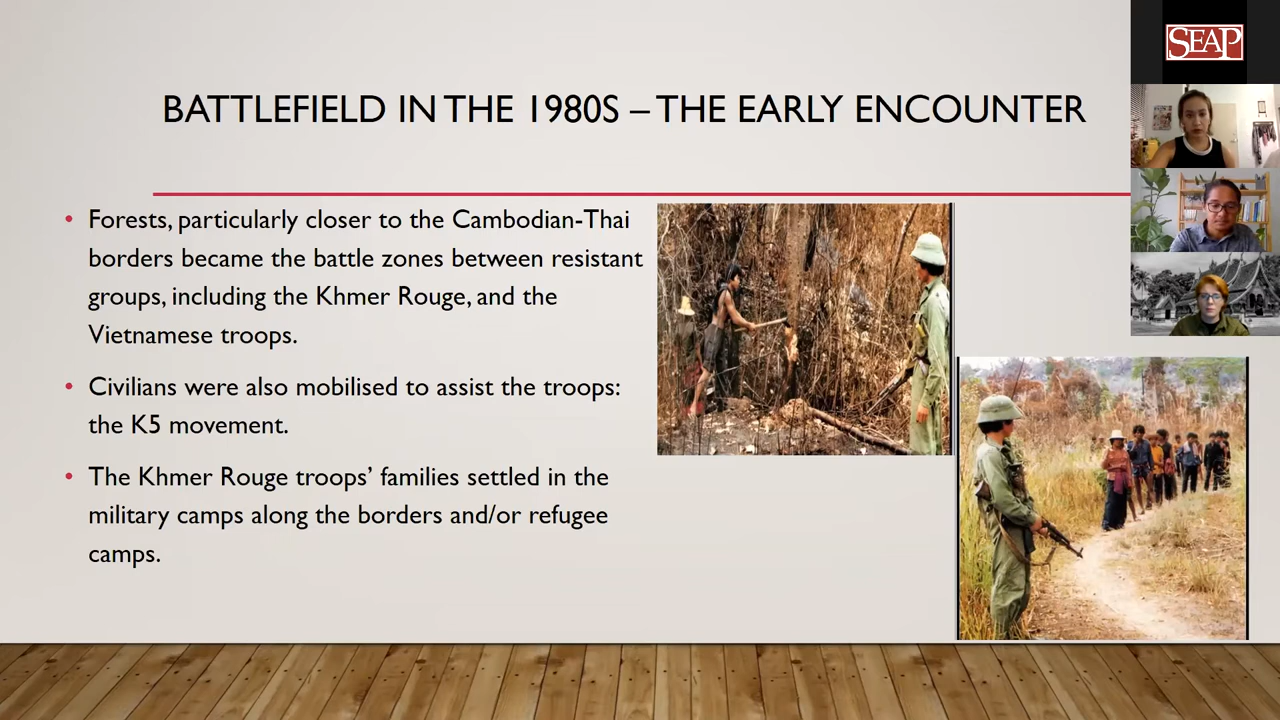 SEAP
BATTLEFIELD IN THE 1980S – THE EARLY ENCOUNTER
• Forests, particularly closer to the Cambodian-Thai
borders became the battle zones between resistant
groups, including the Khmer Rouge, and the
Vietnamese troops.
• Civilians were also mobilised to assist the troops:
the K5 movement.
• The Khmer Rouge troops’ families settled in the
military camps along the borders and/or refugee
camps.